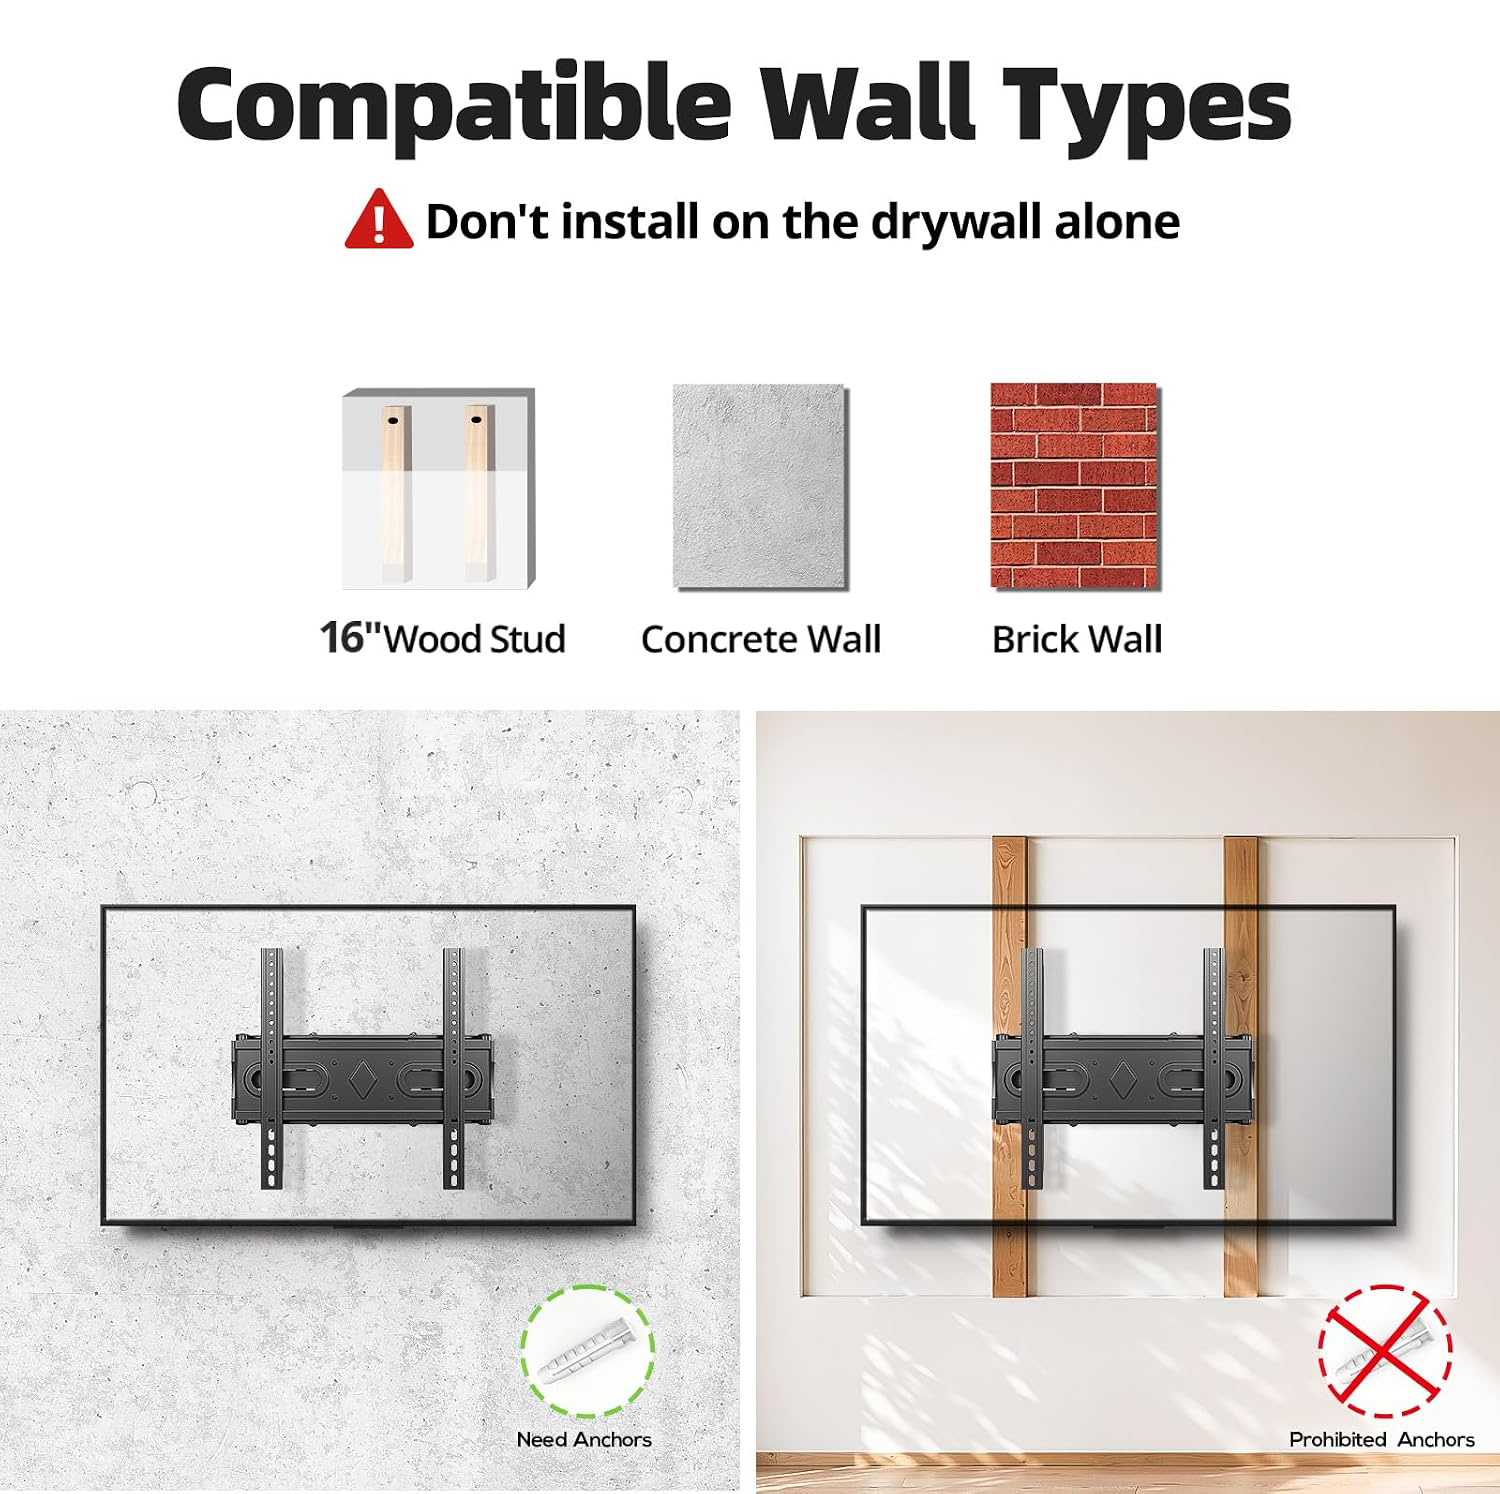 Compatible Wall Types
Don't install on the drywall alone
16"Wood Stud
Concrete Wall
Brick Wall
Need Anchors
Prohibited Anchors